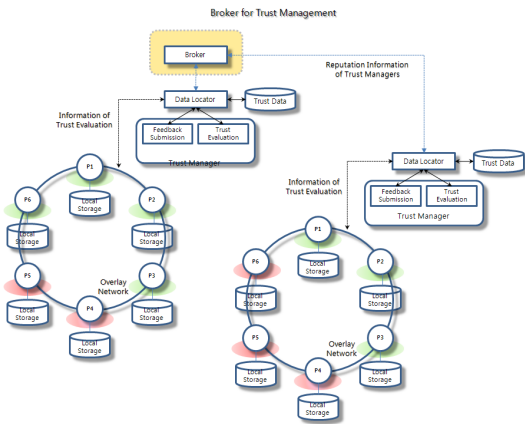 Broker for Trust Management
Broker
Reputation Information
of Trust Managers
Data Locator
Trust Data
Information of
Trust Evaluation
Feedback
Submission
Trust
Evaluation
Trust Manager
P1
Local
Storage
P6
Local
Storage
P2
Local
Storage
P5
Local
Storage
Overlay
Network
P3
Local
Storage
P4
Local
Storage
Data Locator
Trust Data
Information of
Trust Evaluation
Feedback
Submission
Trust
Evaluation
Trust Manager
P1
Local
Storage
P6
Local
Storage
P2
Local
Storage
P5
Local
Storage
Overlay
Network
P3
Local
Storage
P4
Local
Storage